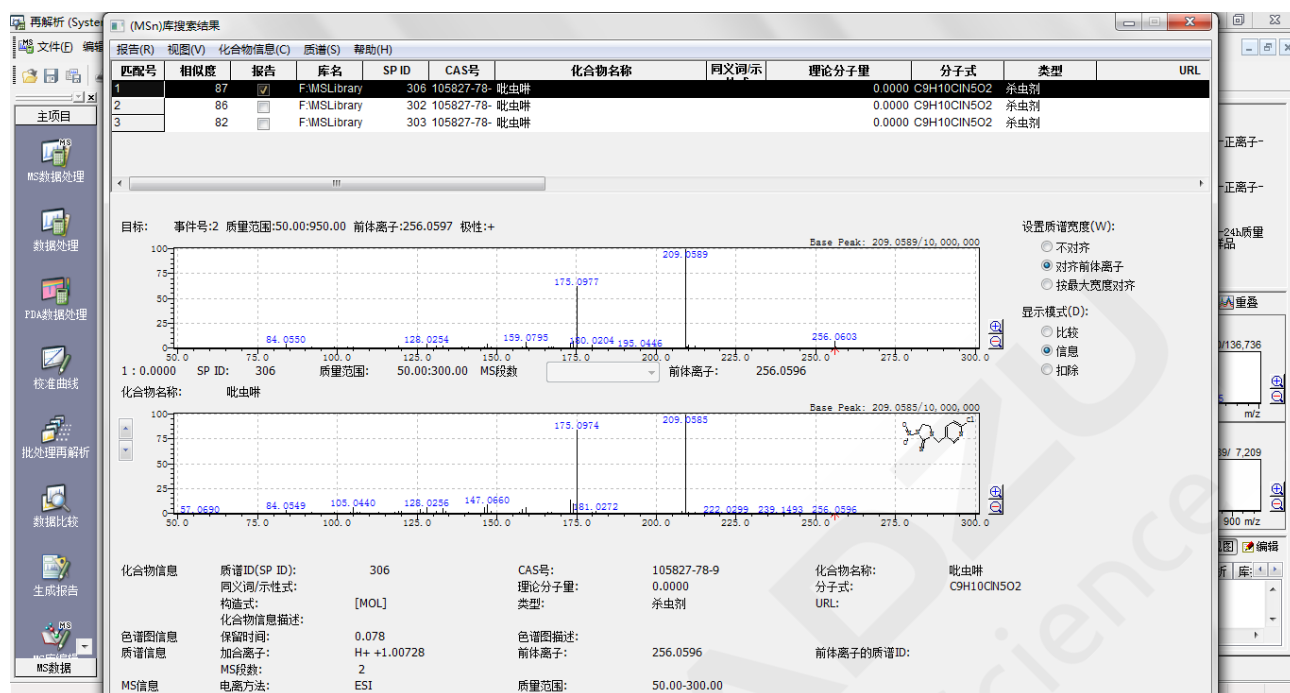 再解析 (Syste
(MSn)库搜索结果
文件(F) 编辑
报告(R) 视图(V) 化合物信息(C) 质谱(S) 帮助(H)
匹配号 相似度 报告 库名 SP ID CAS号 化合物名称 同义词/示 理论分子量 分子式 类型 URL
1 87 F:\MSLibrary 306 105827-78- 吡虫啉 0.0000 C9H10ClN5O2 杀虫剂
2 86 F:\MSLibrary 302 105827-78- 吡虫啉 0.0000 C9H10ClN5O2 杀虫剂
3 82 F:\MSLibrary 303 105827-78- 吡虫啉 0.0000 C9H10ClN5O2 杀虫剂
主项目
MS数据处理
数据处理
PDA数据处理
校准曲线
批处理再解析
数据比较
生成报告
MS数据
目标: 事件号:2 质量范围:50.00:950.00 前体离子:256.0597 极性:+
Base Peak: 209.0589/10,000,000
100
75
50
25
0
209.0589
175.0977
84.0550 128.0254 159.0795 180.0204 195.0446 256.0603
50.0 75.0 100.0 125.0 150.0 175.0 200.0 225.0 250.0 275.0 300.0
1 : 0.0000 SP ID: 306 质量范围: 50.00:300.00 MS段数 前体离子: 256.0596
化合物名称: 吡虫啉
Base Peak: 209.0585/10,000,000
100
75
50
25
0
209.0585
175.0974
57.0690 84.0549 105.0440 128.0256 147.0660 181.0272 222.0299 239.1493 256.0596
Cl
50.0 75.0 100.0 125.0 150.0 175.0 200.0 225.0 250.0 275.0 300.0
设置质谱宽度(W):
不对齐
对齐前体离子
按最大宽度对齐
显示模式(D):
比较
信息
扣除
化合物信息 质谱ID(SP ID): 306 CAS号: 105827-78-9 化合物名称: 吡虫啉
同义词/示性式: 理论分子量: 0.0000 分子式: C9H10ClN5O2
构造式: [MOL] 类型: 杀虫剂 URL:
化合物信息描述:
色谱图信息 保留时间: 0.078 色谱图描述:
质谱信息 加合离子: H+ +1.00728 前体离子: 256.0596 前体离子的质谱ID:
MS段数: 2
MS信息 电离方法: ESI 质量范围: 50.00-300.00
-正离子-
-正离子-
-24h质量
样品
重叠
0/136,736
m/z
39/ 7,209
900 m/z
视图 编辑
析 库:
ADZU
Science